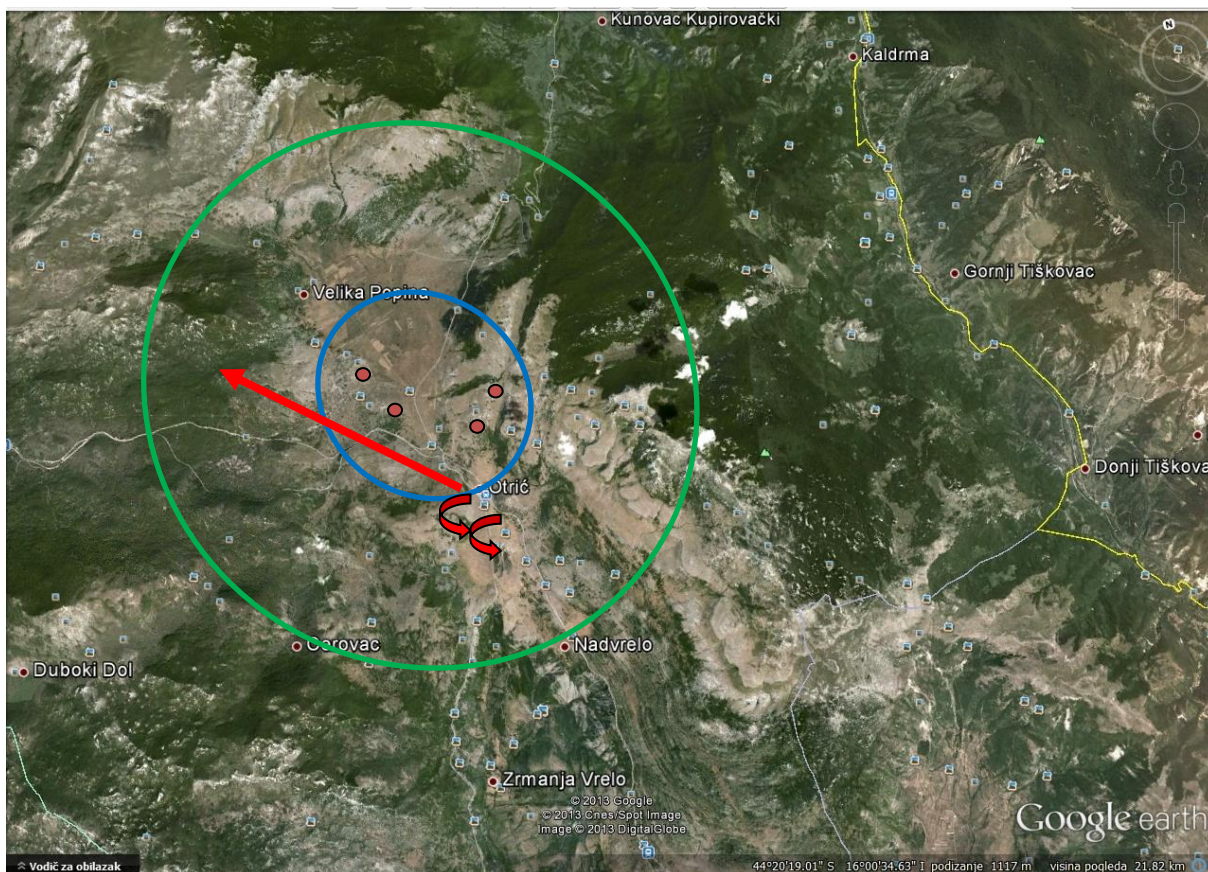 N
Kunovac Kupirovački
Kaldrma
Gornji Tiškovac
Velika Popina
Donji Tiškova
Otrić
Cerovac
Nadvrelo
Duboki Dol
Zrmanja Vrelo
© 2013 Google
© 2013 Cnes/Spot Image
Image © 2013 DigitalGlobe
Google earth
Vodič za obilazak
44°20'19.01" S 16°00'34.63" I podizanje 1117 m visina pogleda 21.82 km